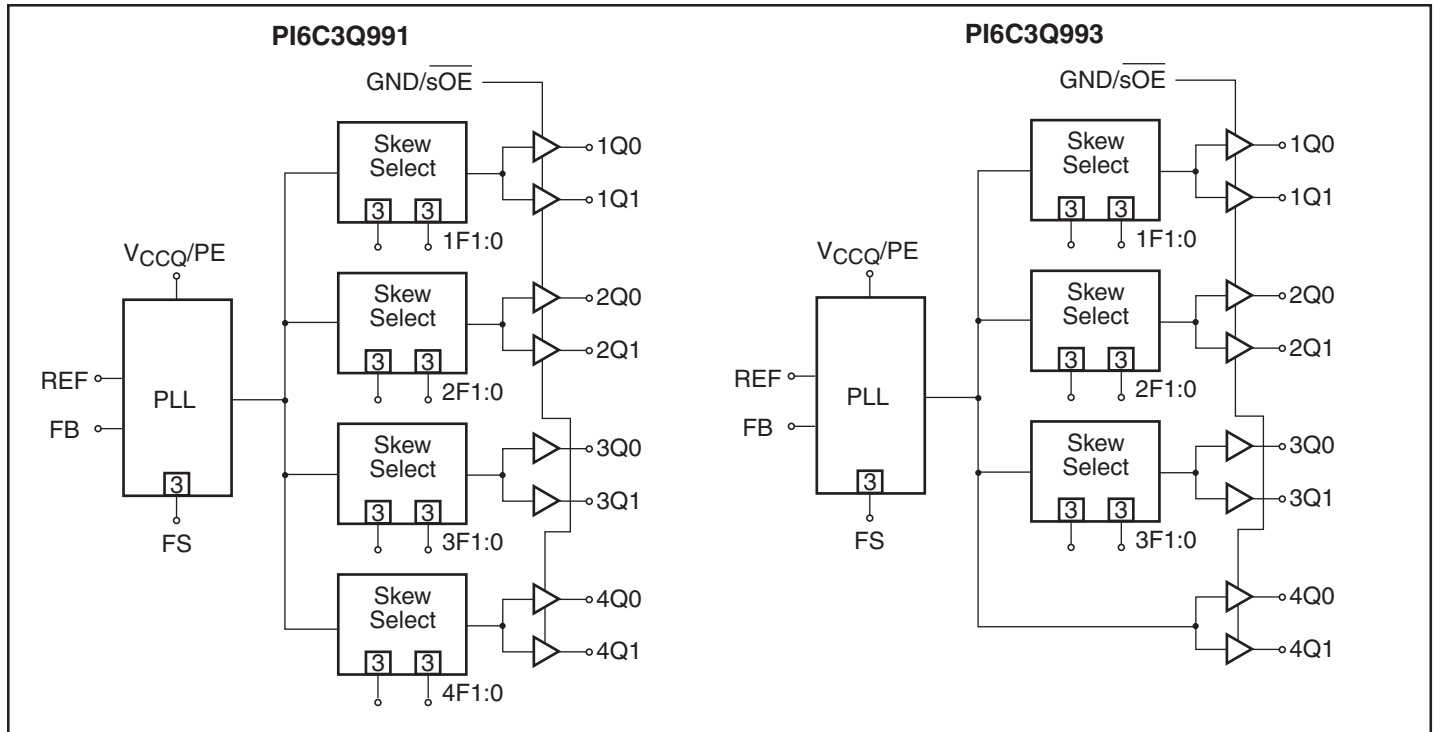 PI6C3Q991
GND/sOE
Skew
Select
3 3
1F1:0
1Q0
1Q1
VCCQ/PE
Skew
Select
3 3
2F1:0
2Q0
2Q1
REF
FB
PLL
3
FS
Skew
Select
3 3
3F1:0
3Q0
3Q1
Skew
Select
3 3
4F1:0
4Q0
4Q1
PI6C3Q993
GND/sOE
Skew
Select
3 3
1F1:0
1Q0
1Q1
VCCQ/PE
Skew
Select
3 3
2F1:0
2Q0
2Q1
REF
FB
PLL
3
FS
Skew
Select
3 3
3F1:0
3Q0
3Q1
4Q0
4Q1